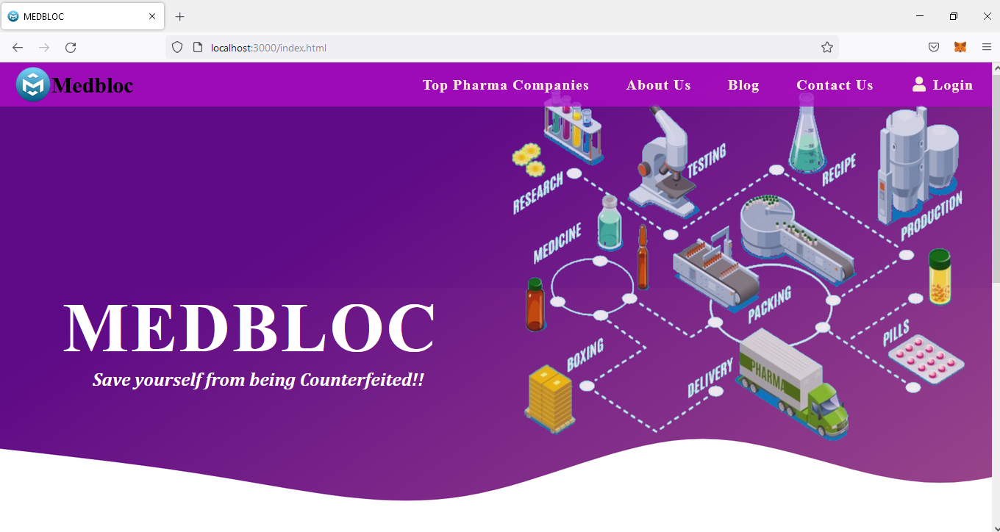 MEDBLOC
localhost:3000/index.html
Medbloc
Top Pharma Companies
About Us
Blog
Contact Us
Login
RESEARCH
TESTING
RECIPE
PRODUCTION
MEDICINE
PACKING
PILLS
BOXING
DELIVERY
PHARMA
MEDBLOC
Save yourself from being Counterfeited!!